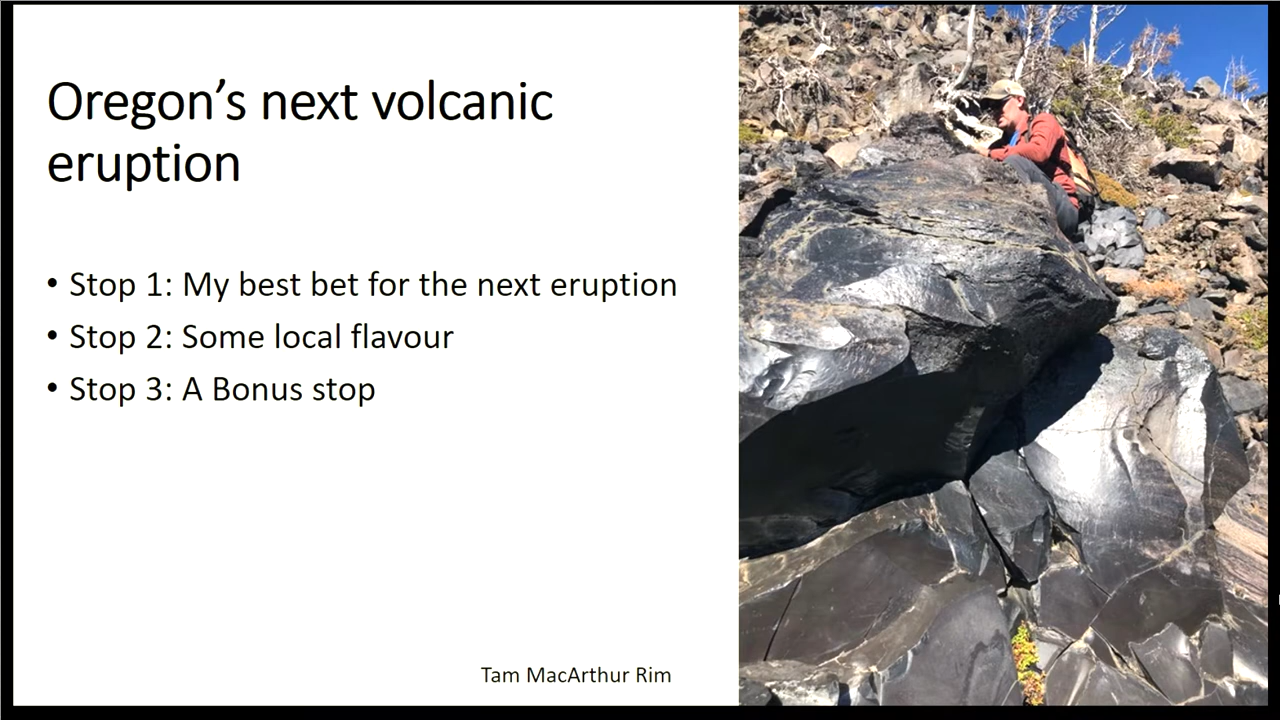 Oregon’s next volcanic
eruption
• Stop 1: My best bet for the next eruption
• Stop 2: Some local flavour
• Stop 3: A Bonus stop
Tam MacArthur Rim